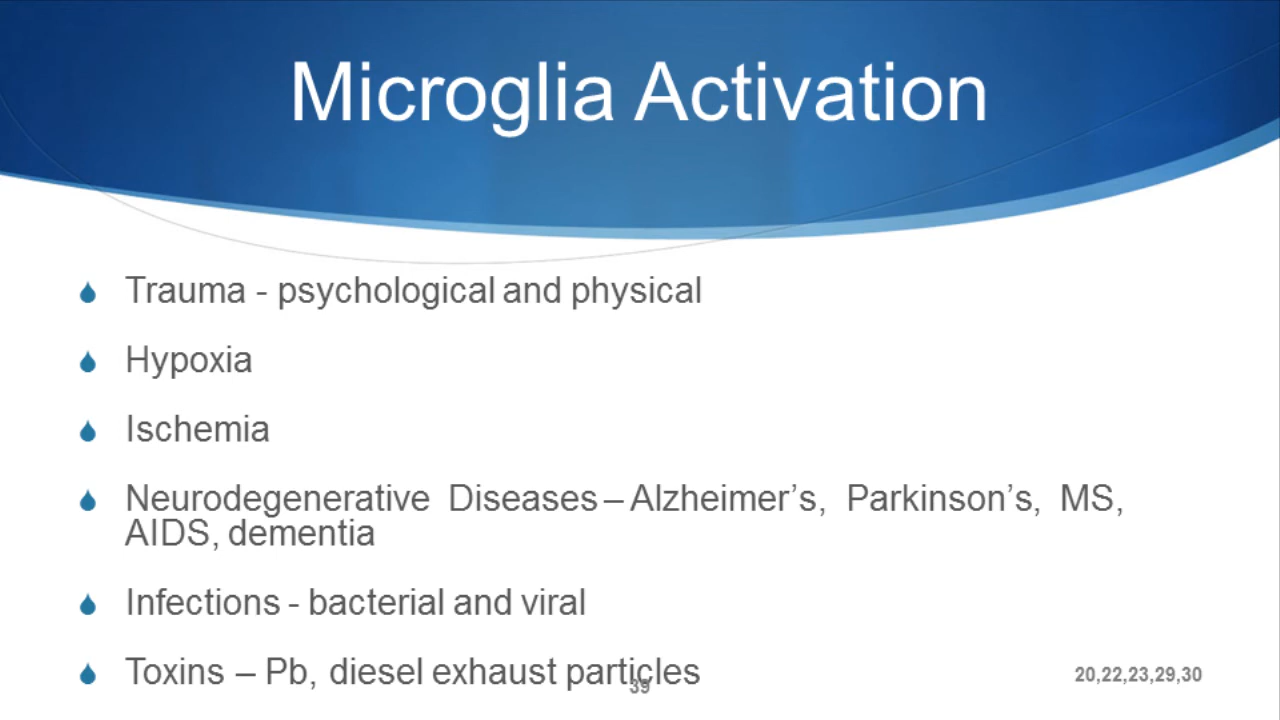 Microglia Activation
Trauma - psychological and physical
Hypoxia
Ischemia
Neurodegenerative Diseases – Alzheimer’s, Parkinson’s, MS,
AIDS, dementia
Infections - bacterial and viral
Toxins – Pb, diesel exhaust particles
20,22,23,29,30
39